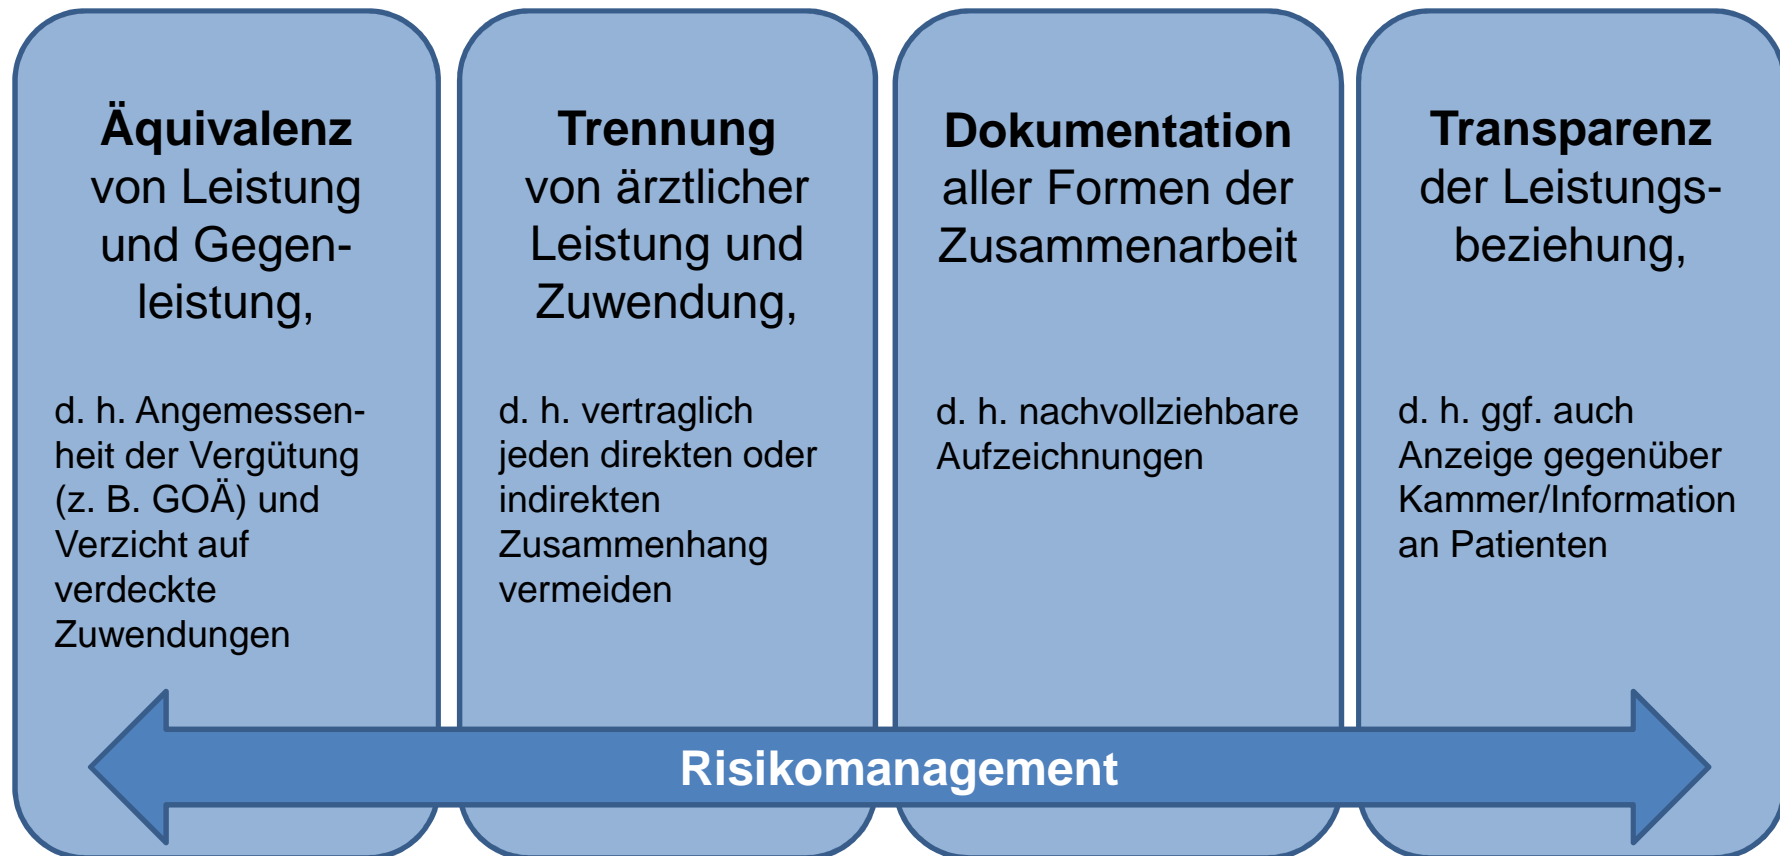 Äquivalenz
von Leistung
und Gegen-
leistung,
d. h. Angemessen-
heit der Vergütung
(z. B. GOÄ) und
Verzicht auf
verdeckte
Zuwendungen
Trennung
von ärztlicher
Leistung und
Zuwendung,
d. h. vertraglich
jeden direkten oder
indirekten
Zusammenhang
vermeiden
Dokumentation
aller Formen der
Zusammenarbeit
d. h. nachvollziehbare
Aufzeichnungen
Transparenz
der Leistungs-
beziehung,
d. h. ggf. auch
Anzeige gegenüber
Kammer/Information
an Patienten
Risikomanagement